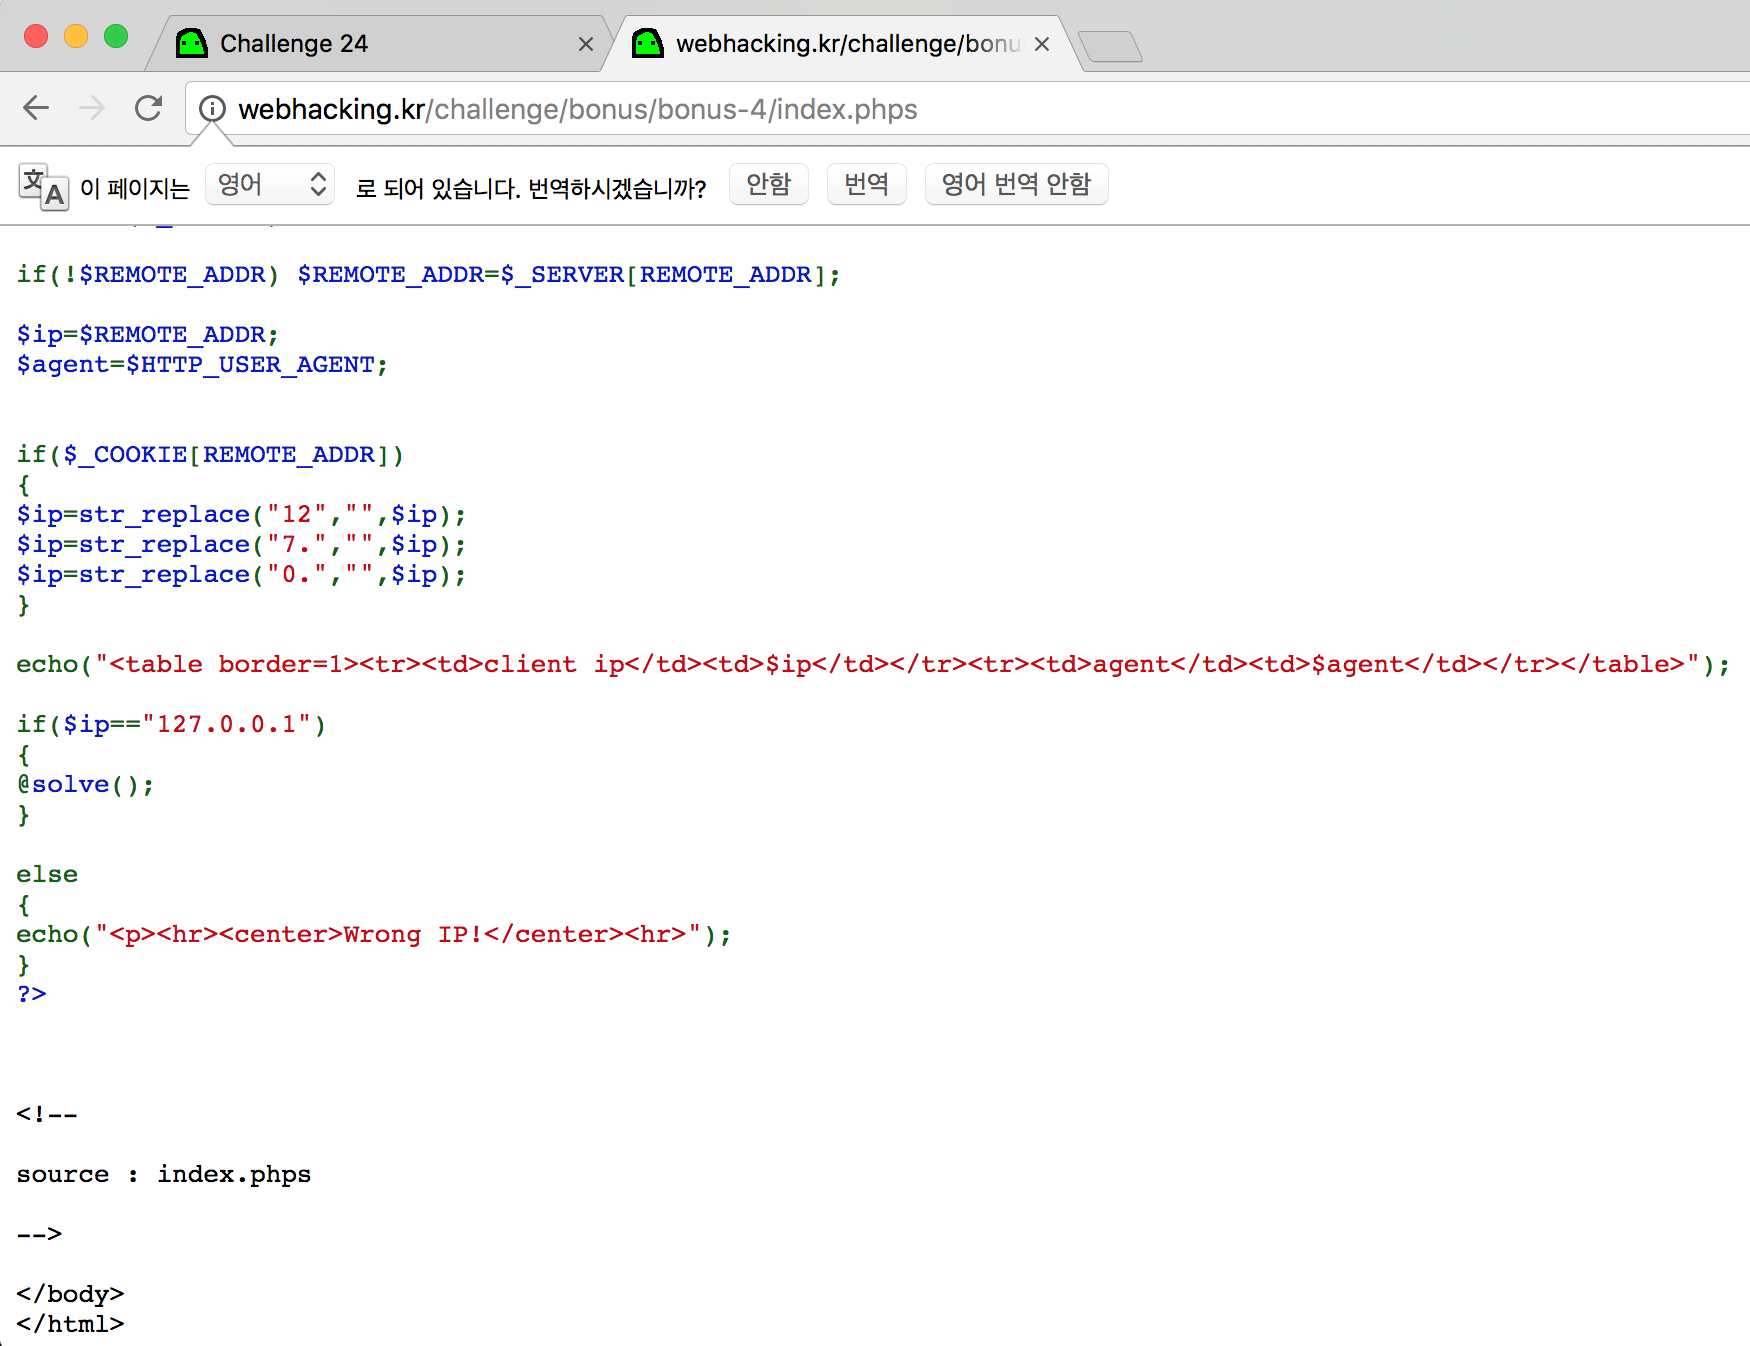 Challenge 24
webhacking.kr/challenge/bonu
webhacking.kr/challenge/bonus/bonus-4/index.phps
이 페이지는 영어 로 되어 있습니다. 번역하시겠습니까? 안함 번역 영어 번역 안함
if(!$REMOTE_ADDR) $REMOTE_ADDR=$_SERVER[REMOTE_ADDR];
$ip=$REMOTE_ADDR;
$agent=$HTTP_USER_AGENT;
if($_COOKIE[REMOTE_ADDR])
{
$ip=str_replace("12","",$ip);
$ip=str_replace("7.","",$ip);
$ip=str_replace("0.","",$ip);
}
echo("<table border=1><tr><td>client ip</td><td>$ip</td></tr><tr><td>agent</td><td>$agent</td></tr></table>");
if($ip=="127.0.0.1")
{
@solve();
}
else
{
echo("<p><hr><center>Wrong IP!</center><hr>");
}
?>
<!--
source : index.phps
-->
</body>
</html>